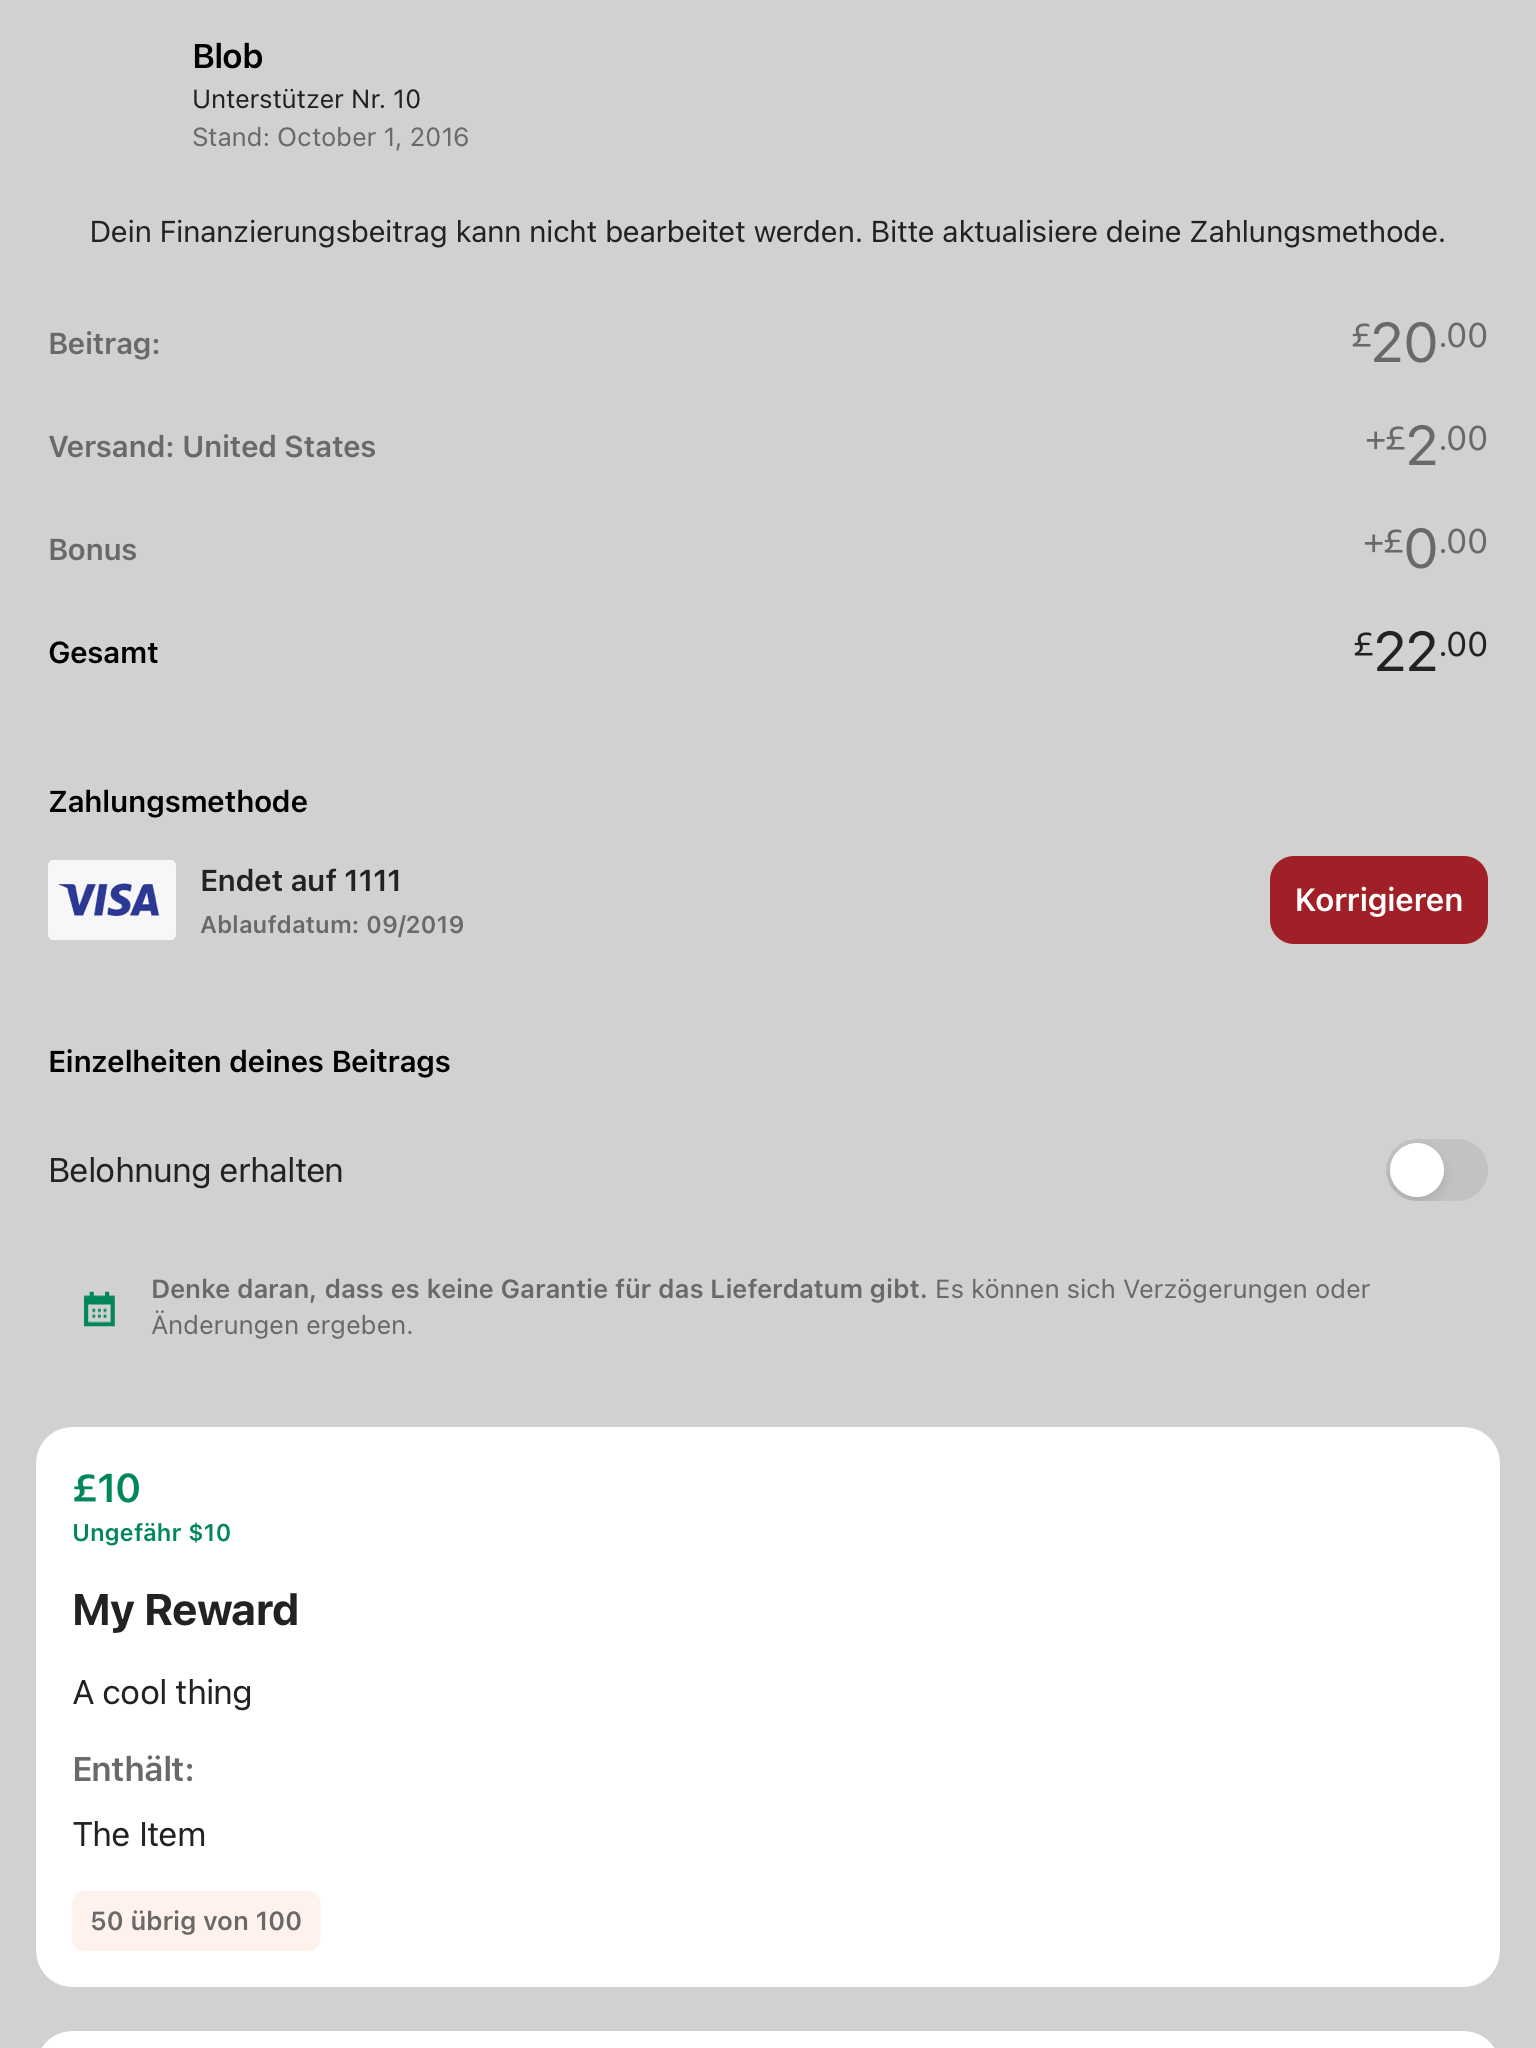 Blob
Unterstützer Nr. 10
Stand: October 1, 2016
Dein Finanzierungsbeitrag kann nicht bearbeitet werden. Bitte aktualisiere deine Zahlungsmethode.
Beitrag: £20.00
Versand: United States +£2.00
Bonus +£0.00
Gesamt £22.00
Zahlungsmethode
VISA
Endet auf 1111
Ablaufdatum: 09/2019
Korrigieren
Einzelheiten deines Beitrags
Belohnung erhalten
Denke daran, dass es keine Garantie für das Lieferdatum gibt. Es können sich Verzögerungen oder
Änderungen ergeben.
£10
Ungefähr $10
My Reward
A cool thing
Enthält:
The Item
50 übrig von 100